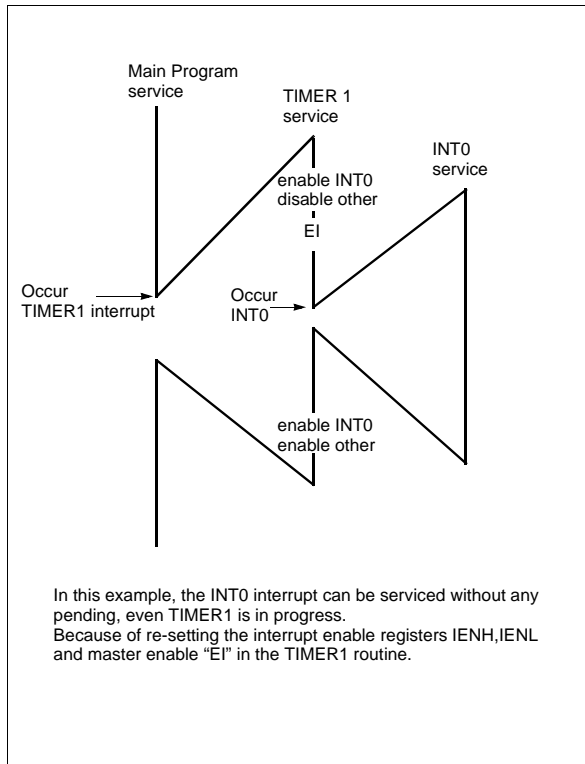 Main Program
service
TIMER 1
service
INT0
service
enable INT0
disable other
EI
Occur
TIMER1 interrupt
Occur
INT0
enable INT0
enable other
In this example, the INT0 interrupt can be serviced without any
pending, even TIMER1 is in progress.
Because of re-setting the interrupt enable registers IENH,IENL
and master enable “EI” in the TIMER1 routine.